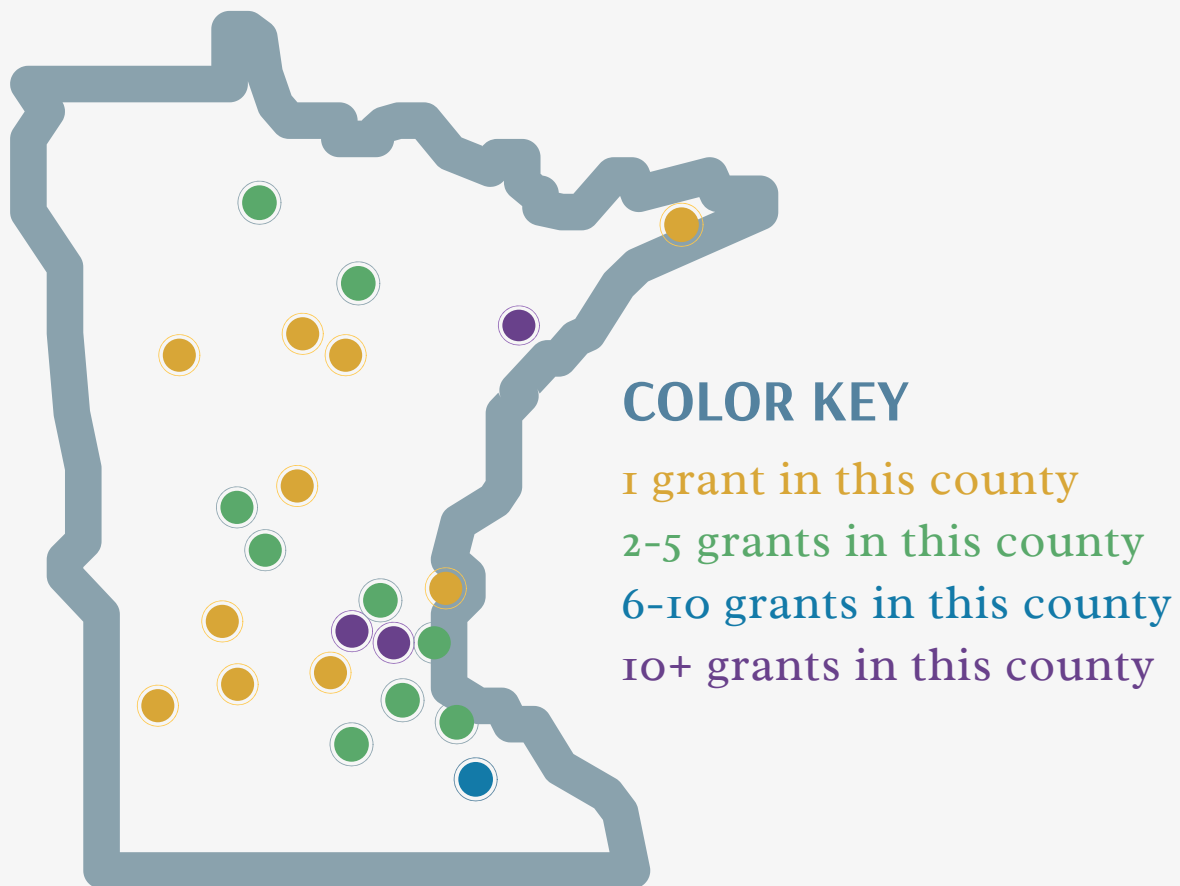 COLOR KEY
1 grant in this county
2-5 grants in this county
6-10 grants in this county
10+ grants in this county